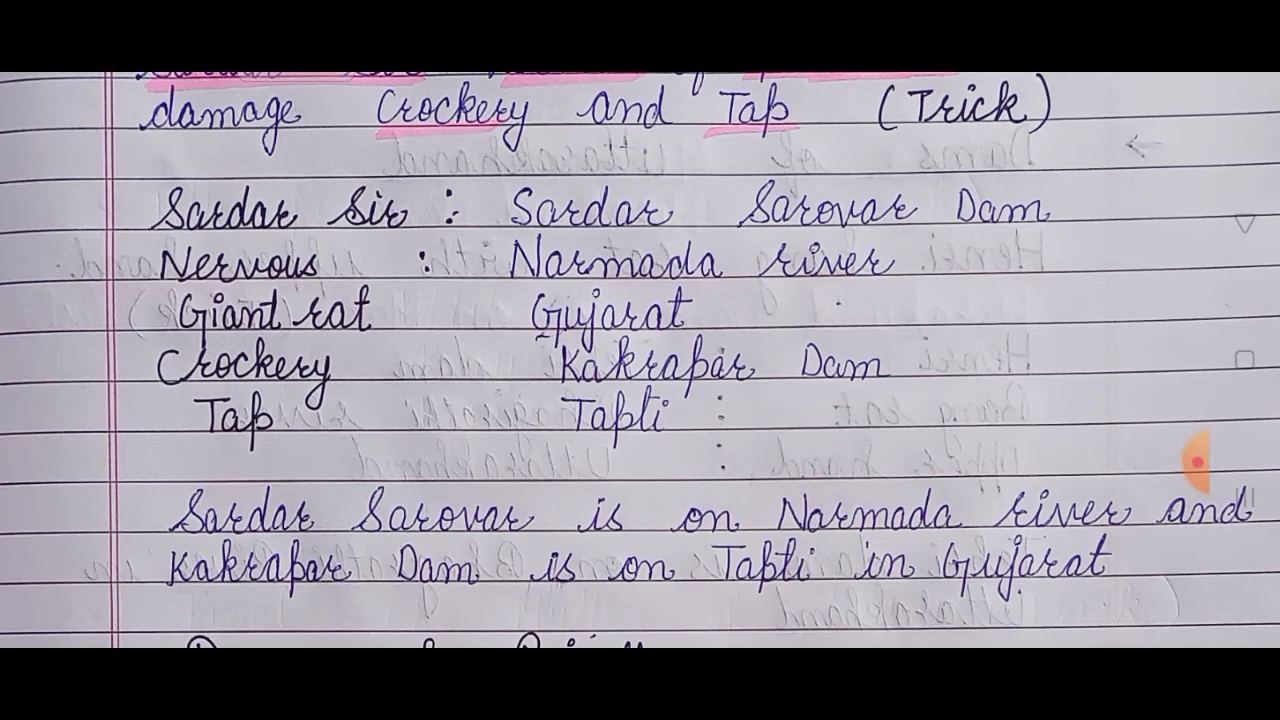 damage Crockery and Tap (Trick)
Sardar Sir : Sardar Sarovar Dam
Nervous : Narmada river
Giant rat Gujarat
Crockery Kakrapar Dam
Tap Tapti
Sardar Sarovar is on Narmada river and
Kakrapar Dam is on Tapti in Gujarat